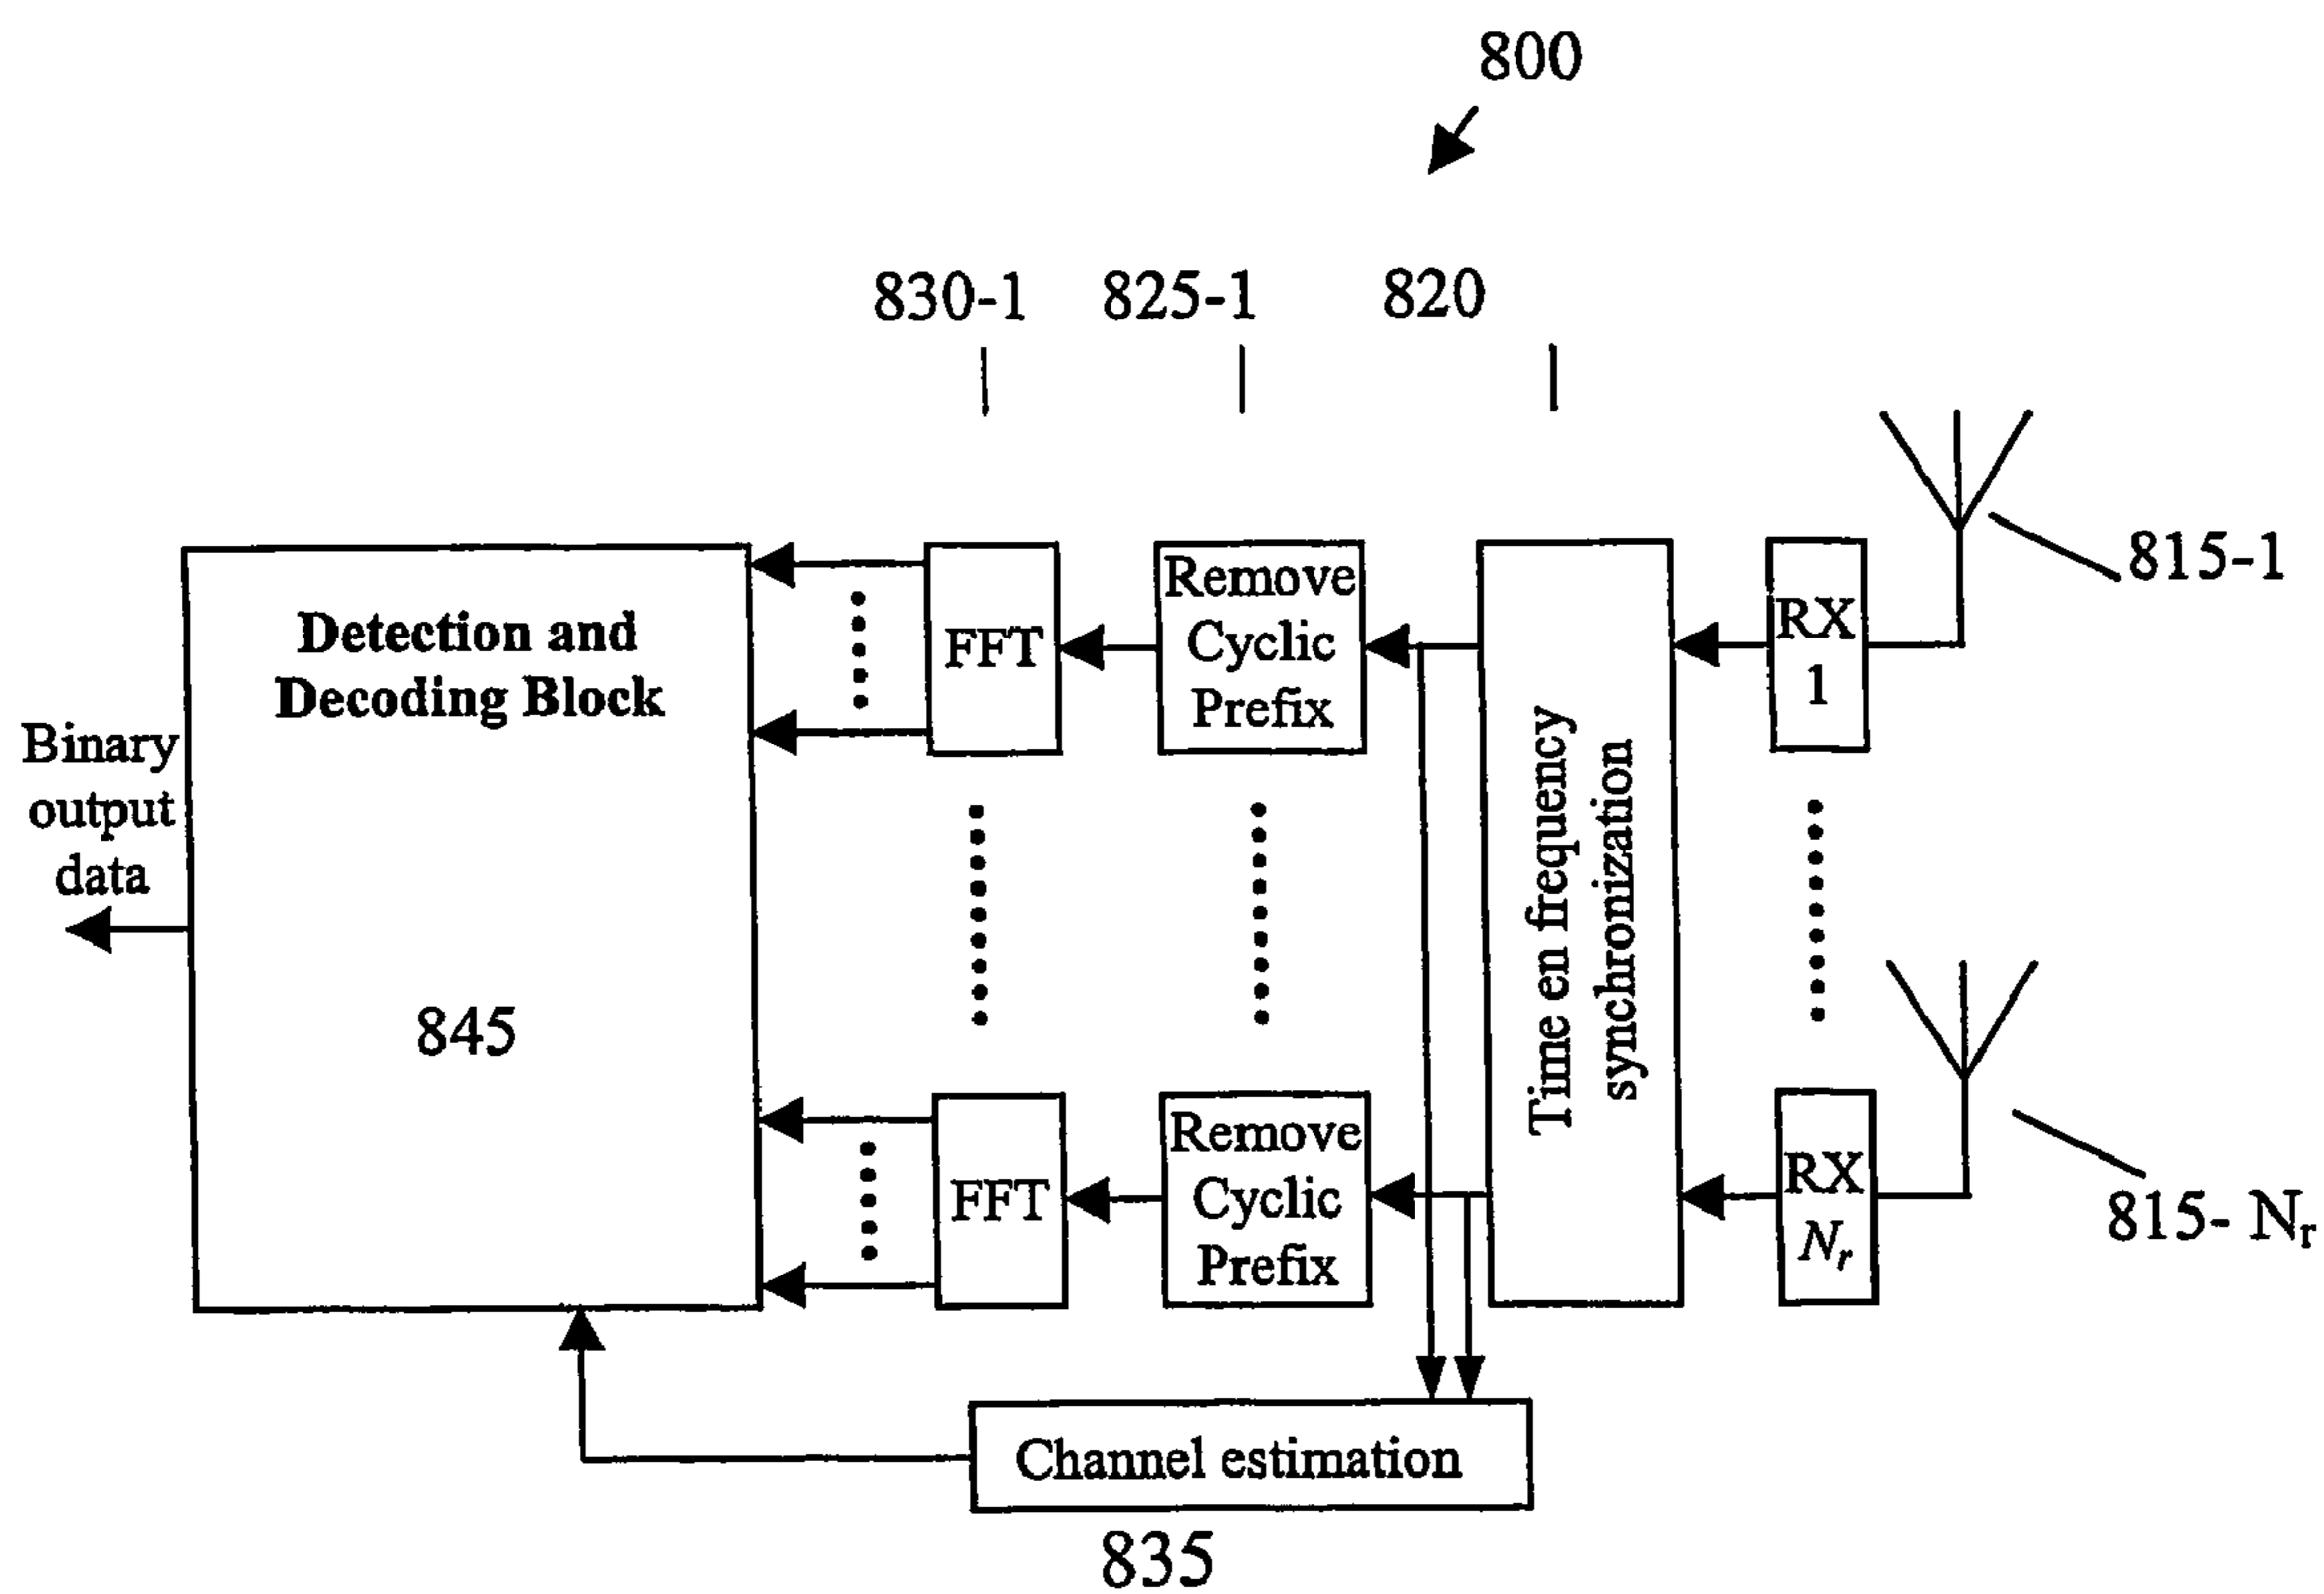 800
830-1
825-1
820
815-1
Detection and
Decoding Block
845
Binary
output
data
FFT
Remove
Cyclic
Prefix
Time en frequency
synchronization
RX
1
FFT
Remove
Cyclic
Prefix
RX
Nr
815- Nr
Channel estimation
835